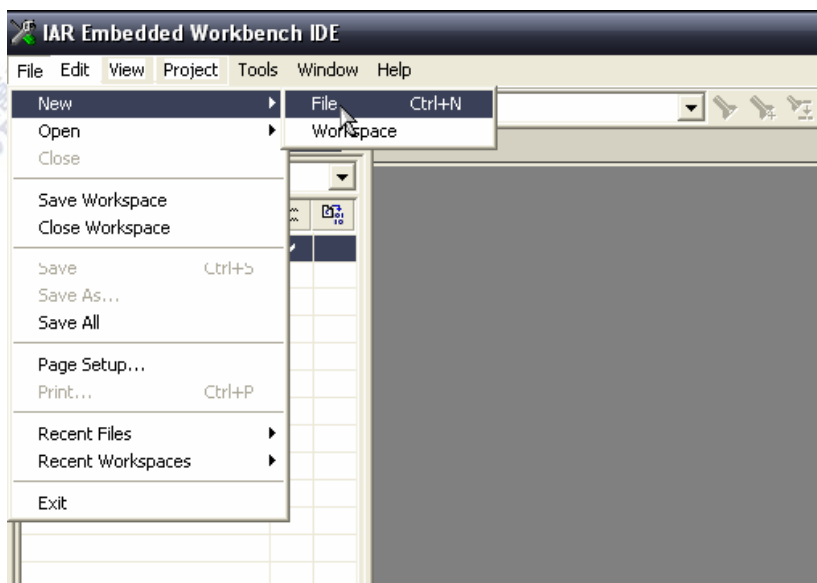 IAR Embedded Workbench IDE
File Edit View Project Tools Window Help
New
File Ctrl+N
Open
Workspace
Close
Save Workspace
Close Workspace
Save Ctrl+S
Save As...
Save All
Page Setup...
Print... Ctrl+P
Recent Files
Recent Workspaces
Exit